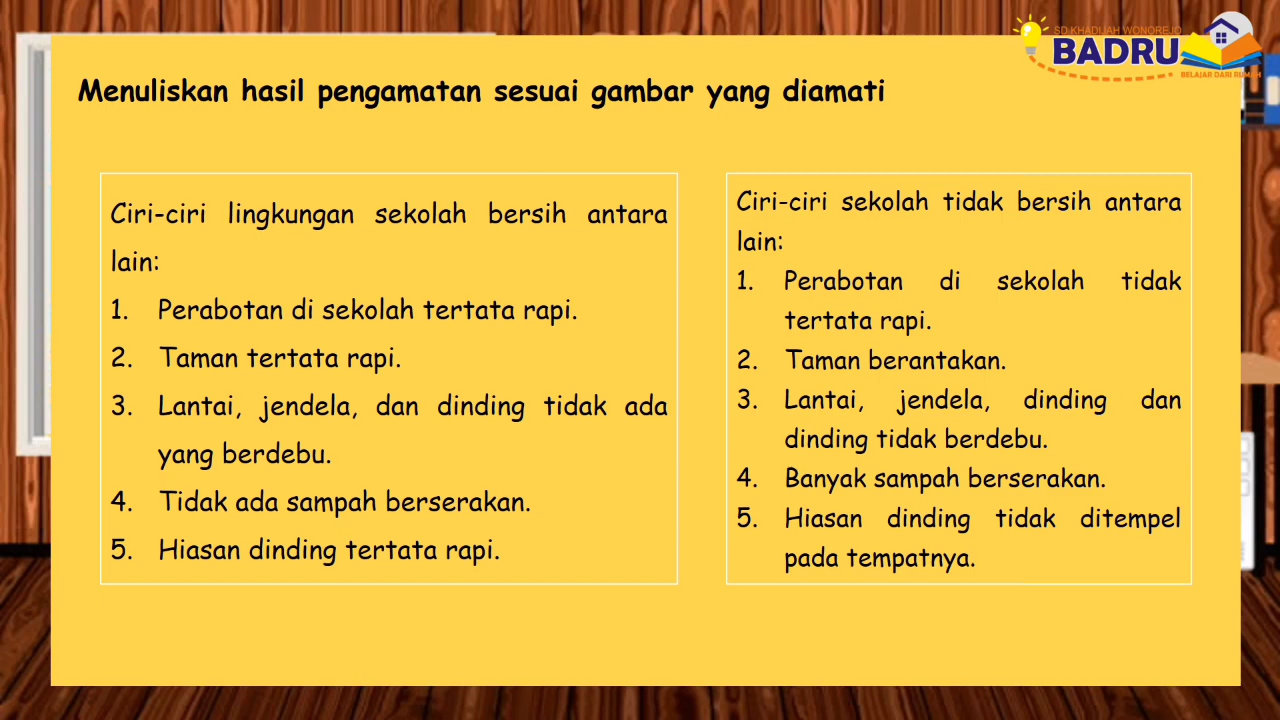 SD KHADIJAH WONOREJO
BADRU
BELAJAR DARI RUMAH
Menuliskan hasil pengamatan sesuai gambar yang diamati
Ciri-ciri lingkungan sekolah bersih antara
lain:
1. Perabotan di sekolah tertata rapi.
2. Taman tertata rapi.
3. Lantai, jendela, dan dinding tidak ada
yang berdebu.
4. Tidak ada sampah berserakan.
5. Hiasan dinding tertata rapi.
Ciri-ciri sekolah tidak bersih antara
lain:
1. Perabotan di sekolah tidak
tertata rapi.
2. Taman berantakan.
3. Lantai, jendela, dinding dan
dinding tidak berdebu.
4. Banyak sampah berserakan.
5. Hiasan dinding tidak ditempel
pada tempatnya.